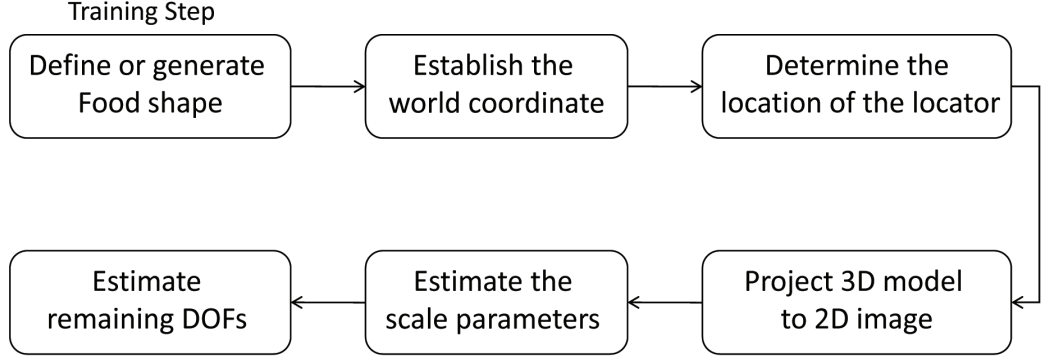 Training Step
Define or generate
Food shape
Establish the
world coordinate
Determine the
location of the locator
Project 3D model
to 2D image
Estimate the
scale parameters
Estimate
remaining DOFs